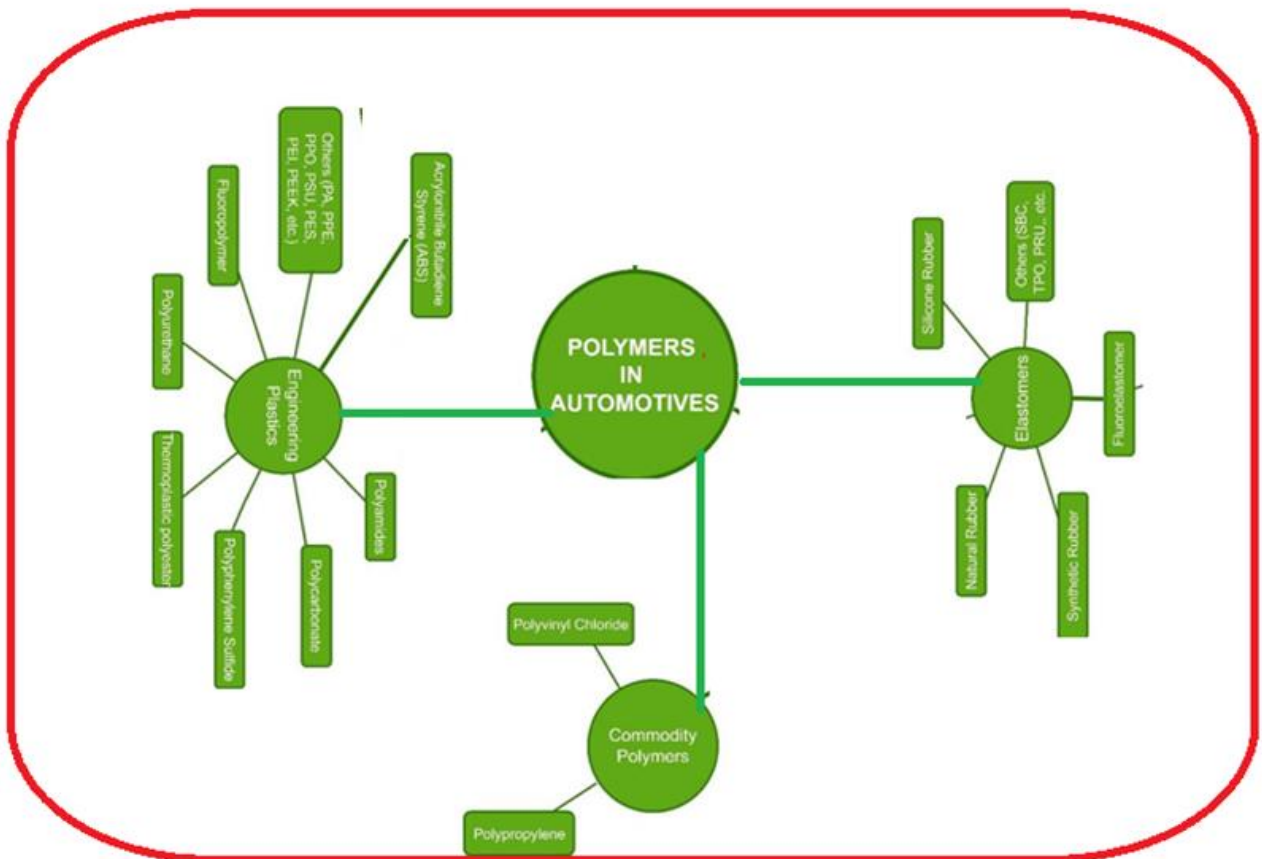 POLYMERS
IN
AUTOMOTIVES
Engineering
Plastics
Acrylonitrile Butadiene
Styrene (ABS)
Others (PA, PPE,
PPO, PSU, PES,
PEI, PEEK, etc.)
Fluoropolymer
Polyurethane
Thermoplastic polyester
Polyphenylene Sulfide
Polycarbonate
Polyamides
Commodity
Polymers
Polyvinyl Chloride
Polypropylene
Elastomers
Silicone Rubber
Others (SBC,
TPO, PRU,. etc.
Fluoroelastomer
Synthetic Rubber
Natural Rubber